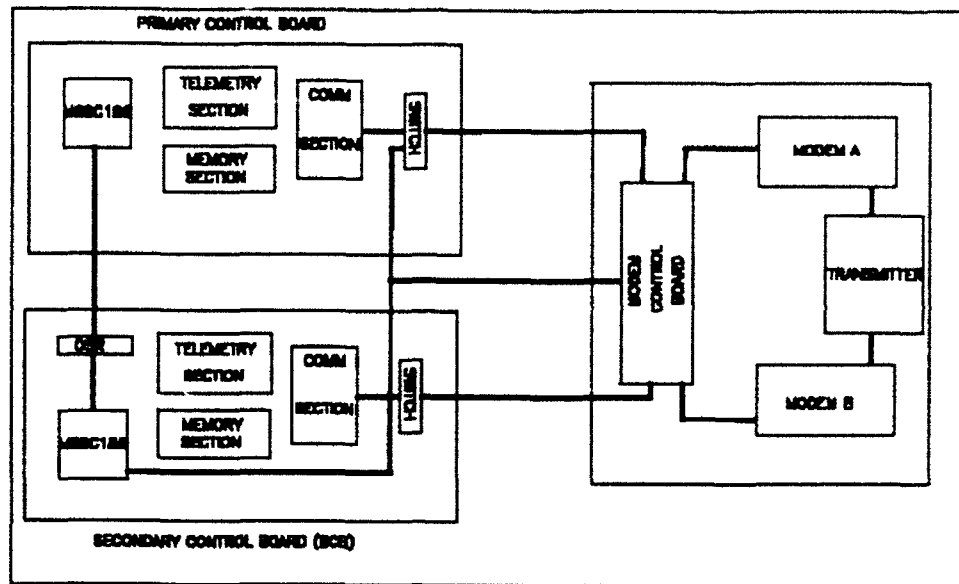 PRIMARY CONTROL BOARD
TELEMETRY
SECTION
MEMORY
SECTION
COMM
SECTION
SWITCH
MODEM
CONTROL
BOARD
MODEM A
TRANSMITTER
MODEM B
TELEMETRY
SECTION
MEMORY
SECTION
COMM
SECTION
SWITCH
SECONDARY CONTROL BOARD